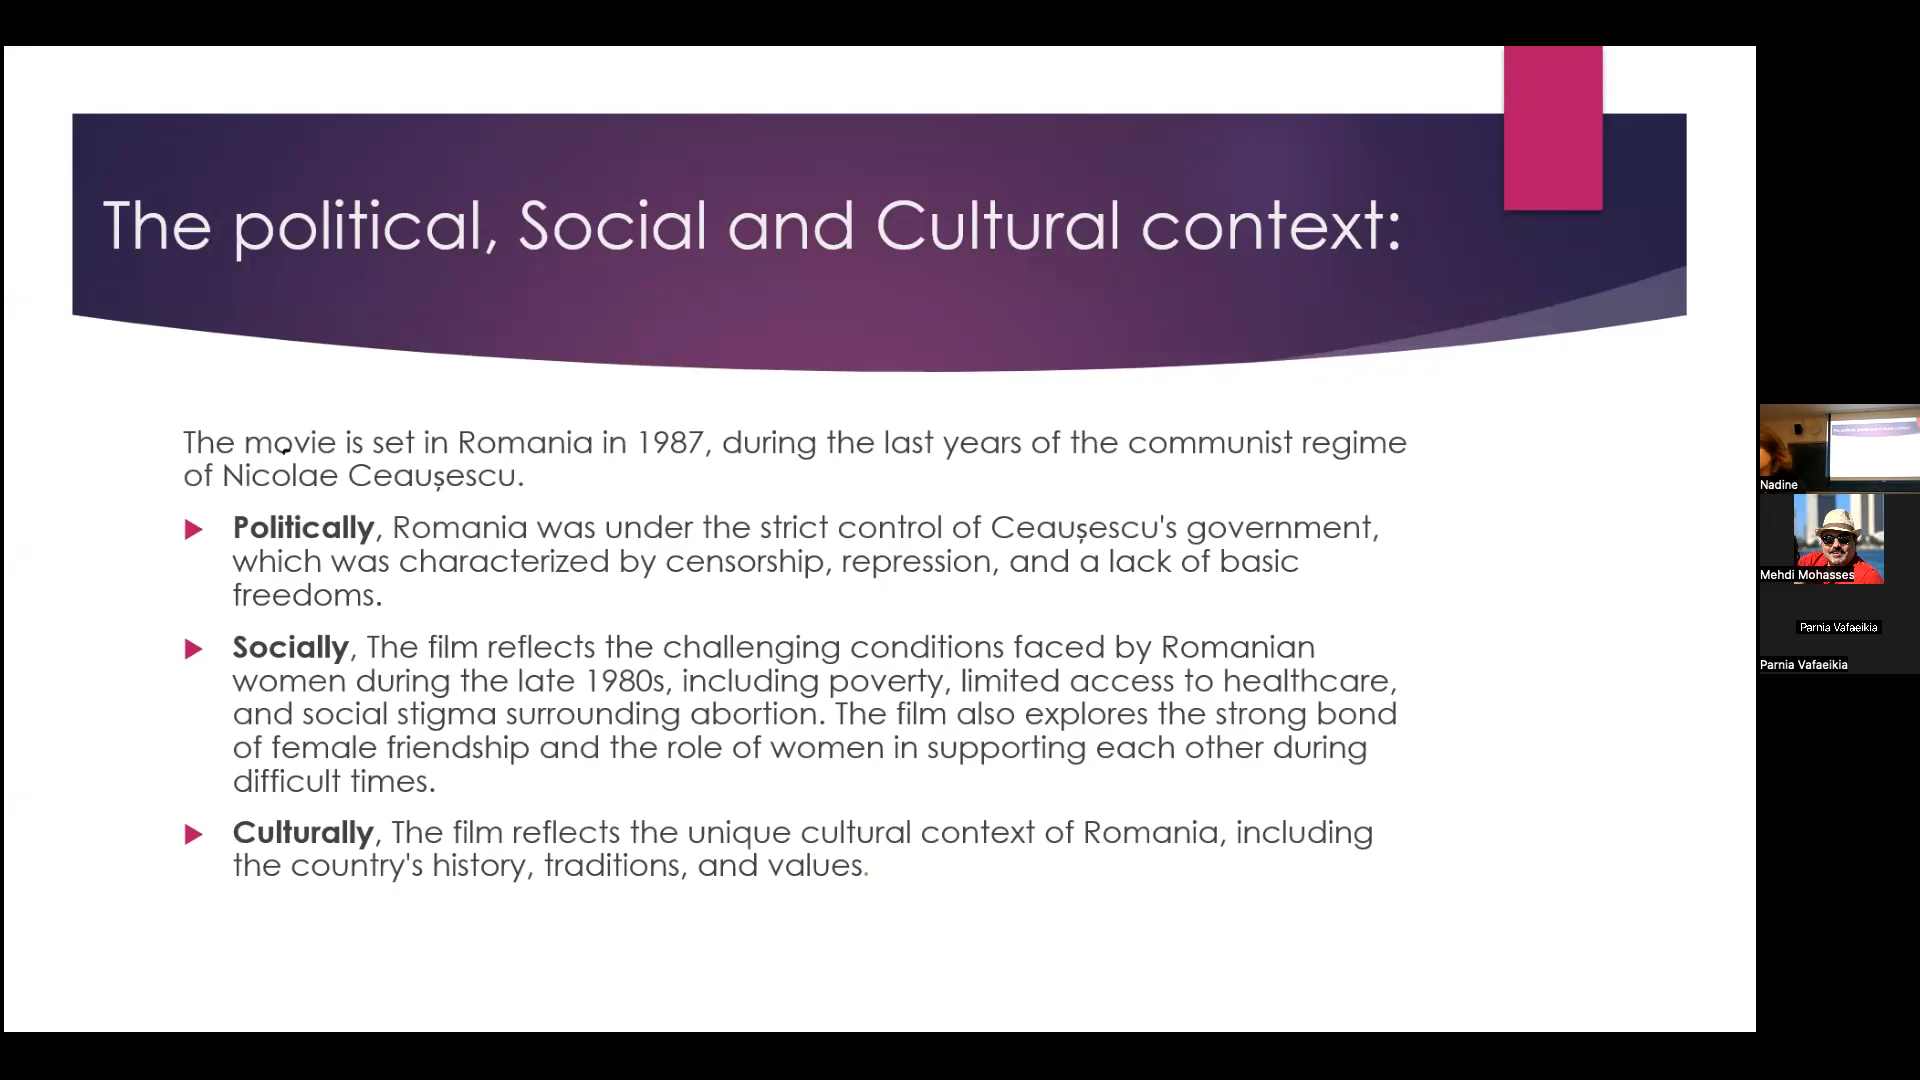 The political, Social and Cultural context:
The movie is set in Romania in 1987, during the last years of the communist regime
of Nicolae Ceaușescu.
Politically, Romania was under the strict control of Ceaușescu's government,
which was characterized by censorship, repression, and a lack of basic
freedoms.
Socially, The film reflects the challenging conditions faced by Romanian
women during the late 1980s, including poverty, limited access to healthcare,
and social stigma surrounding abortion. The film also explores the strong bond
of female friendship and the role of women in supporting each other during
difficult times.
Culturally, The film reflects the unique cultural context of Romania, including
the country's history, traditions, and values.
Nadine
Mehdi Mohasses
Parnia Vafaeikia
Parnia Vafaeikia